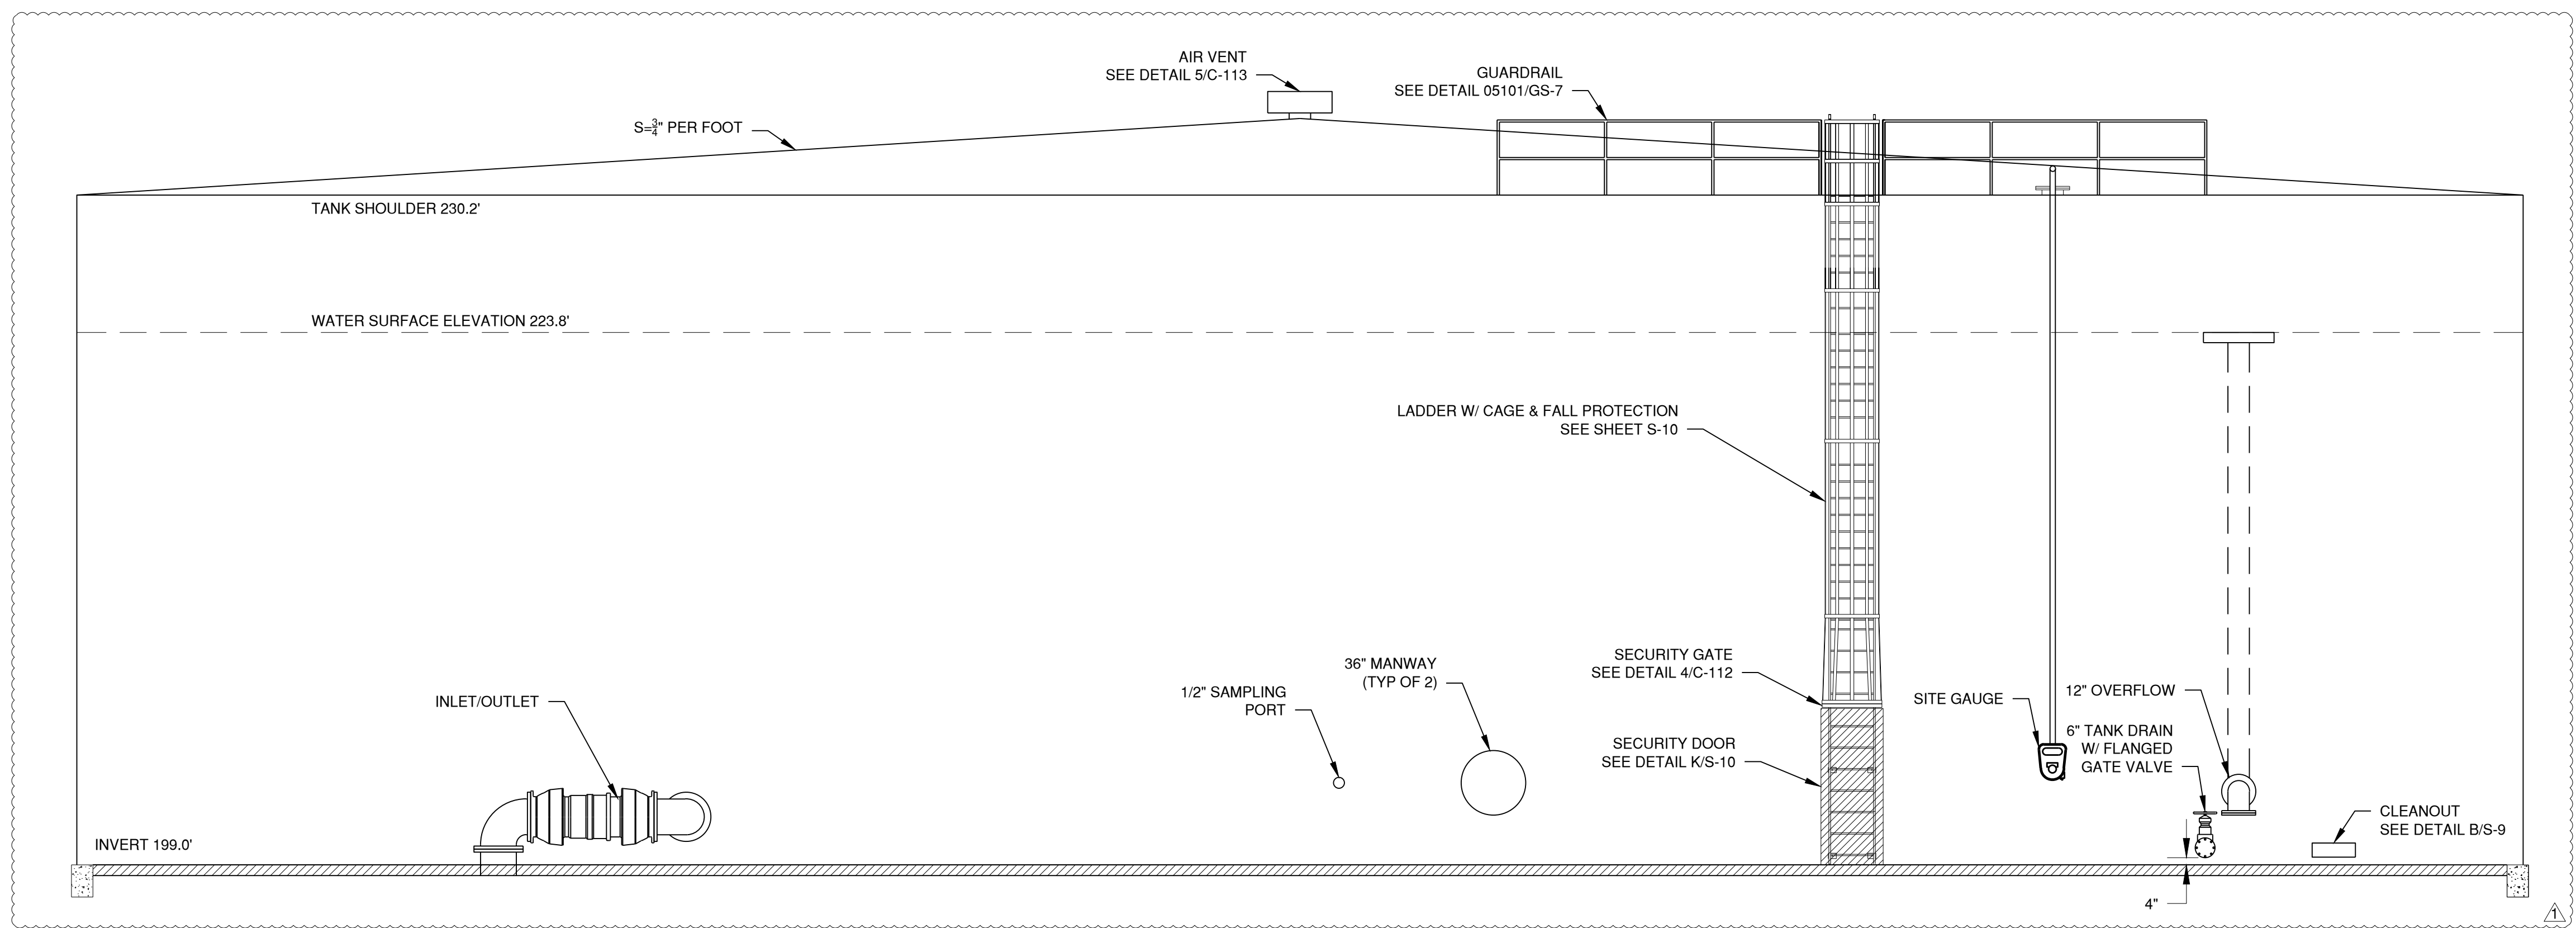 AIR VENT
SEE DETAIL 5/C-113
GUARDRAIL
SEE DETAIL 05101/GS-7
S=3/4" PER FOOT
TANK SHOULDER 230.2'
WATER SURFACE ELEVATION 223.8'
LADDER W/ CAGE & FALL PROTECTION
SEE SHEET S-10
SECURITY GATE
SEE DETAIL 4/C-112
36" MANWAY
(TYP OF 2)
1/2" SAMPLING
PORT
INLET/OUTLET
SITE GAUGE
12" OVERFLOW
6" TANK DRAIN
W/ FLANGED
GATE VALVE
SECURITY DOOR
SEE DETAIL K/S-10
CLEANOUT
SEE DETAIL B/S-9
INVERT 199.0'
4"
1